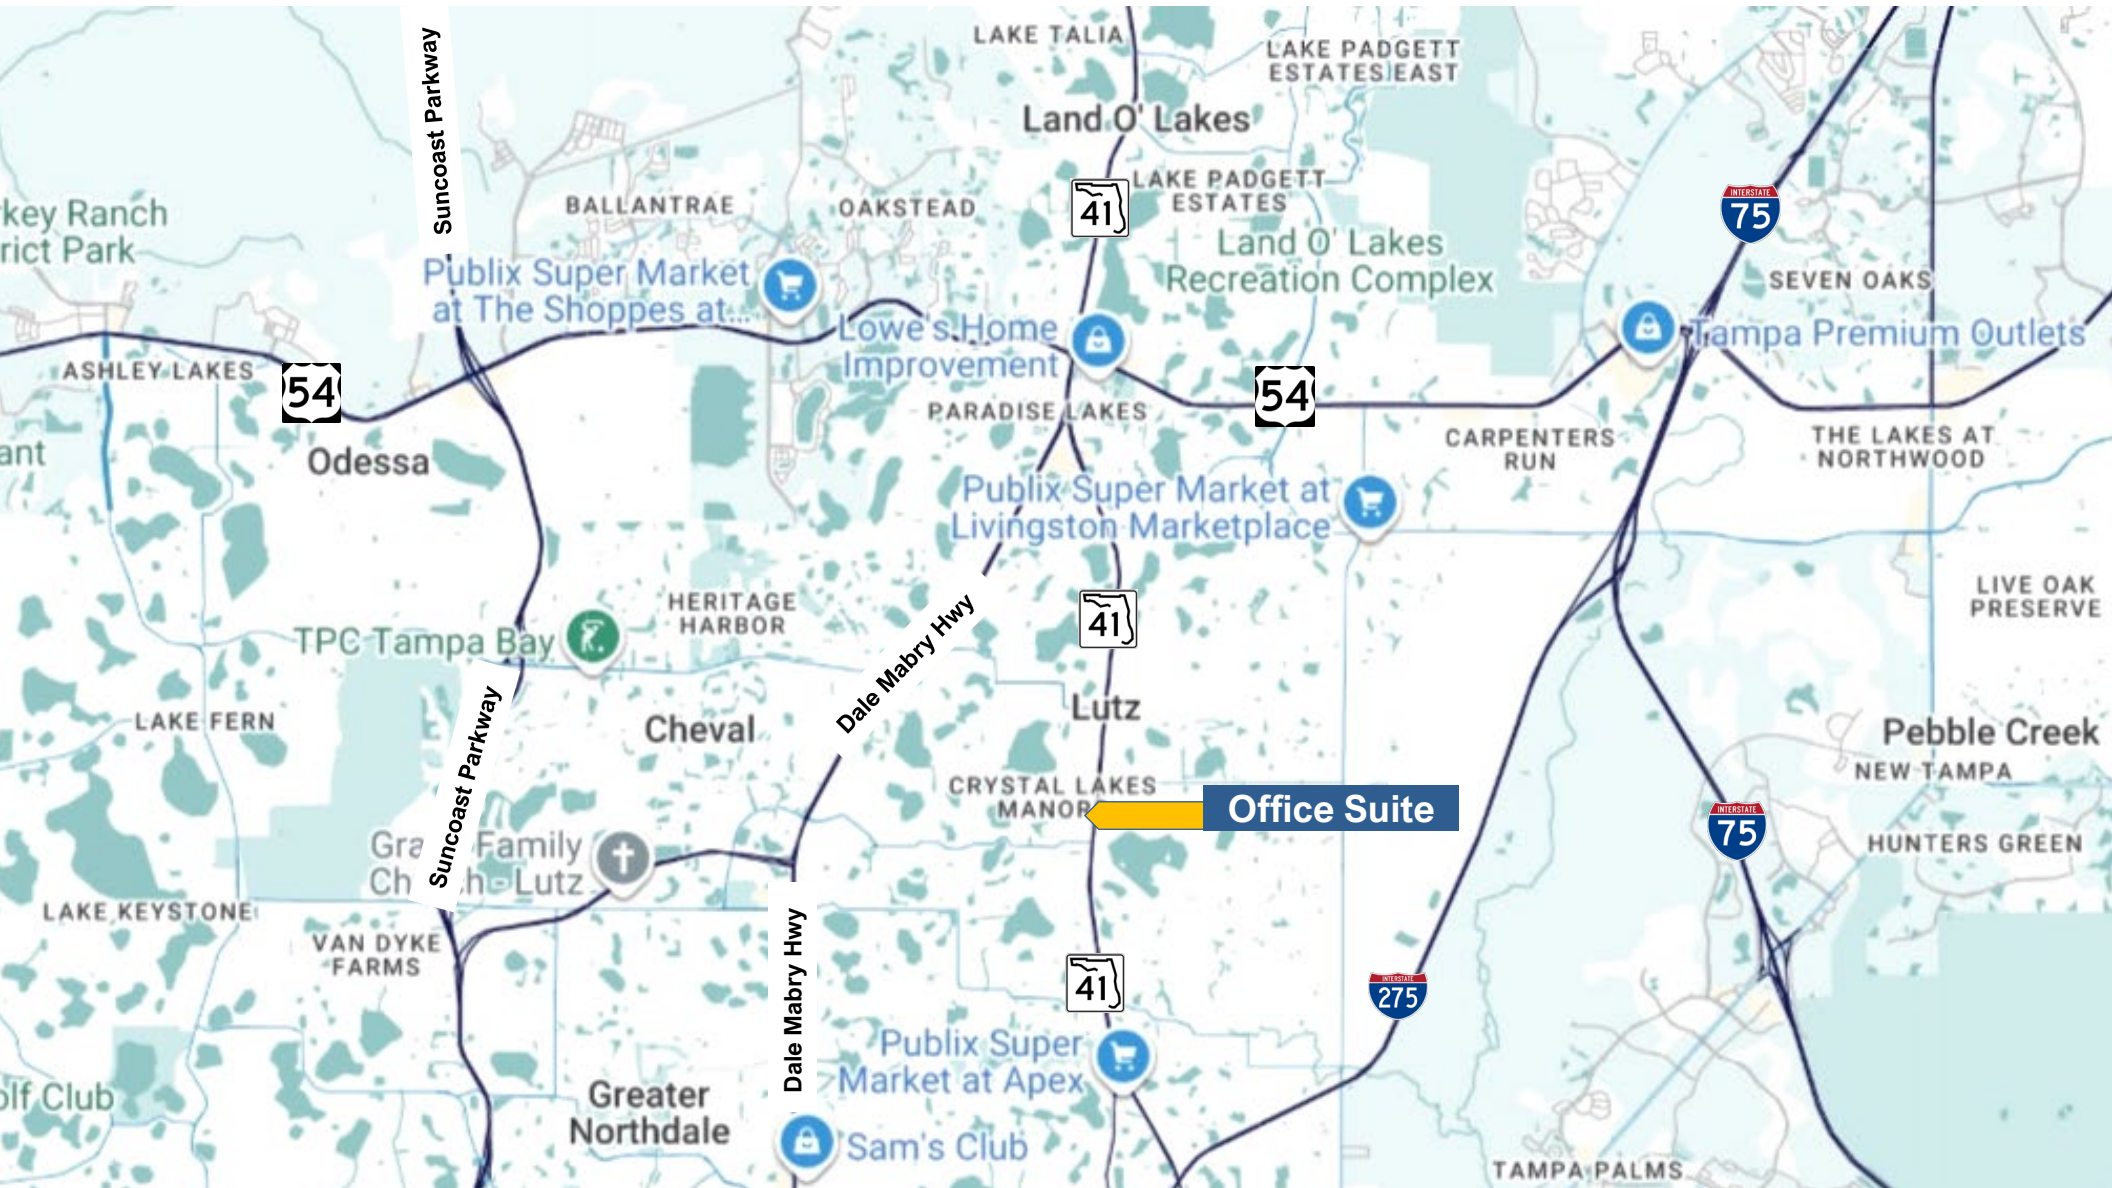 Suncoast Parkway
LAKE TALIA
LAKE PADGETT
ESTATES EAST
Land O' Lakes
LAKE PADGETT
ESTATES
41
INTERSTATE
75
rkey Ranch
rict Park
BALLANTRAE
OAKSTEAD
Land O' Lakes
Recreation Complex
SEVEN OAKS
Publix Super Market
at The Shoppes at...
Lowe's Home
Improvement
Tampa Premium Outlets
ASHLEY LAKES
54
54
PARADISE LAKES
CARPENTERS
RUN
THE LAKES AT
NORTHWOOD
ant
Odessa
Publix Super Market at
Livingston Marketplace
LIVE OAK
PRESERVE
HERITAGE
HARBOR
TPC Tampa Bay
Dale Mabry Hwy
41
Lutz
LAKE FERN
Cheval
Suncoast Parkway
Pebble Creek
NEW TAMPA
CRYSTAL LAKES
MANOR
Office Suite
INTERSTATE
75
HUNTERS GREEN
Gra Family
Ch h - Lutz
LAKE KEYSTONE
VAN DYKE
FARMS
Dale Mabry Hwy
41
INTERSTATE
275
Publix Super
Market at Apex
olf Club
Greater
Northdale
Sam's Club
TAMPA PALMS